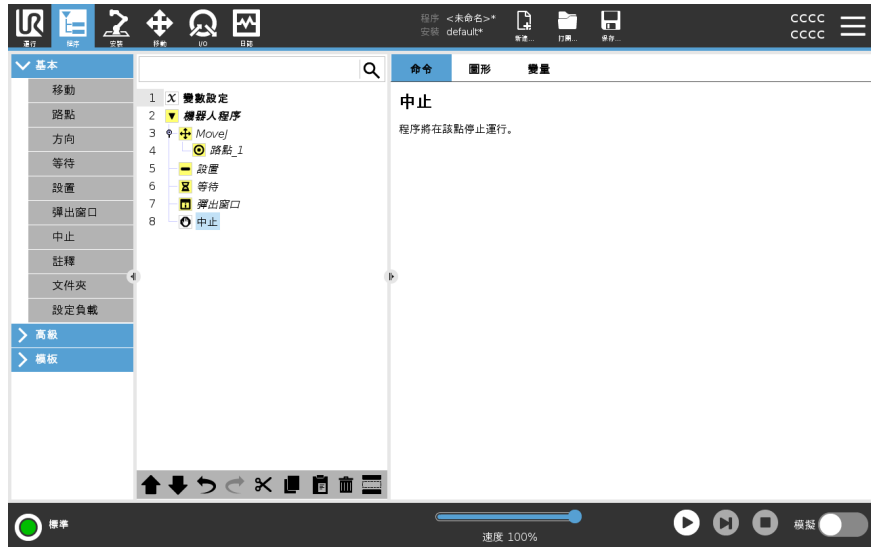 程序 <未命名>*
安裝 default*
cccc
cccc
運行 程序 安裝 移動 I/O 日誌 新建... 打開... 保存...
基本
移動
路點
方向
等待
設置
彈出窗口
中止
註釋
文件夾
設定負載
高級
模板
1 X 變數設定
2 機器人程序
3 MoveJ
4 路點_1
5 設置
6 等待
7 彈出窗口
8 中止
命令 圖形 變量
中止
程序將在該點停止運行。
標準
速度 100%
模擬